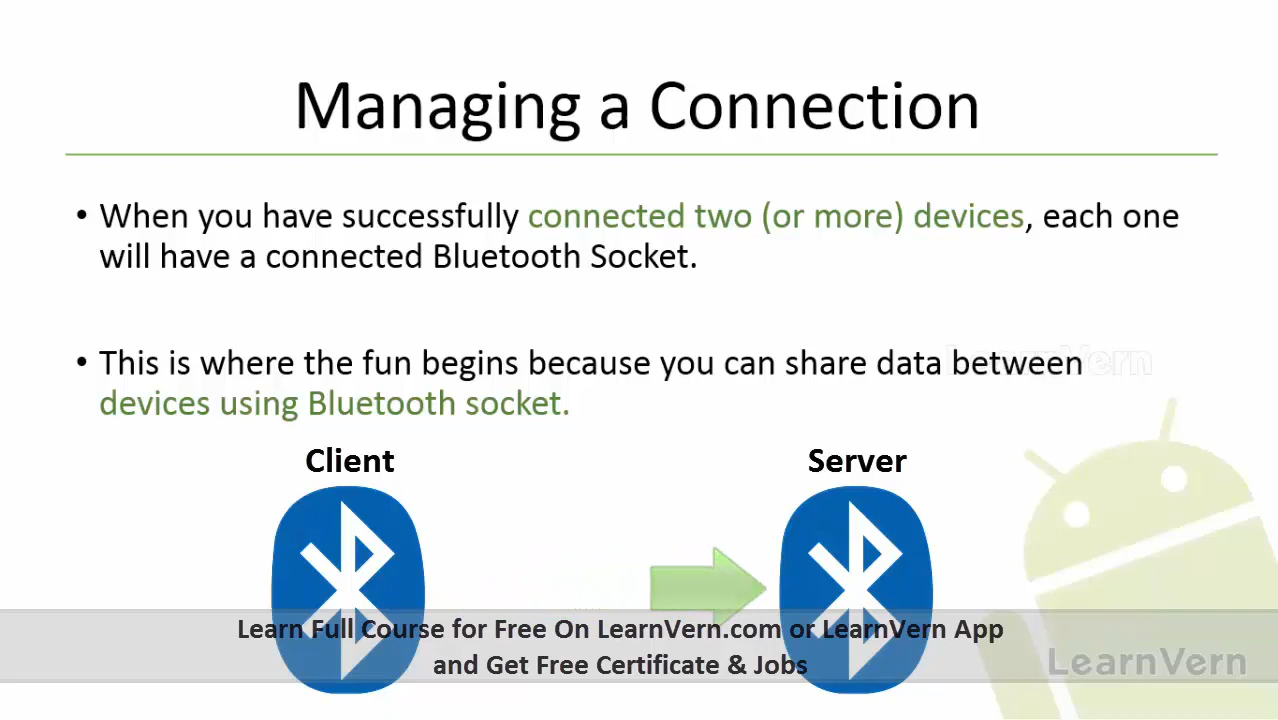 Managing a Connection
• When you have successfully connected two (or more) devices, each one
will have a connected Bluetooth Socket.
• This is where the fun begins because you can share data between
devices using Bluetooth socket.
LearnVern
Client
Server
Learn Full Course for Free On LearnVern.com or LearnVern App
and Get Free Certificate & Jobs
LearnVern